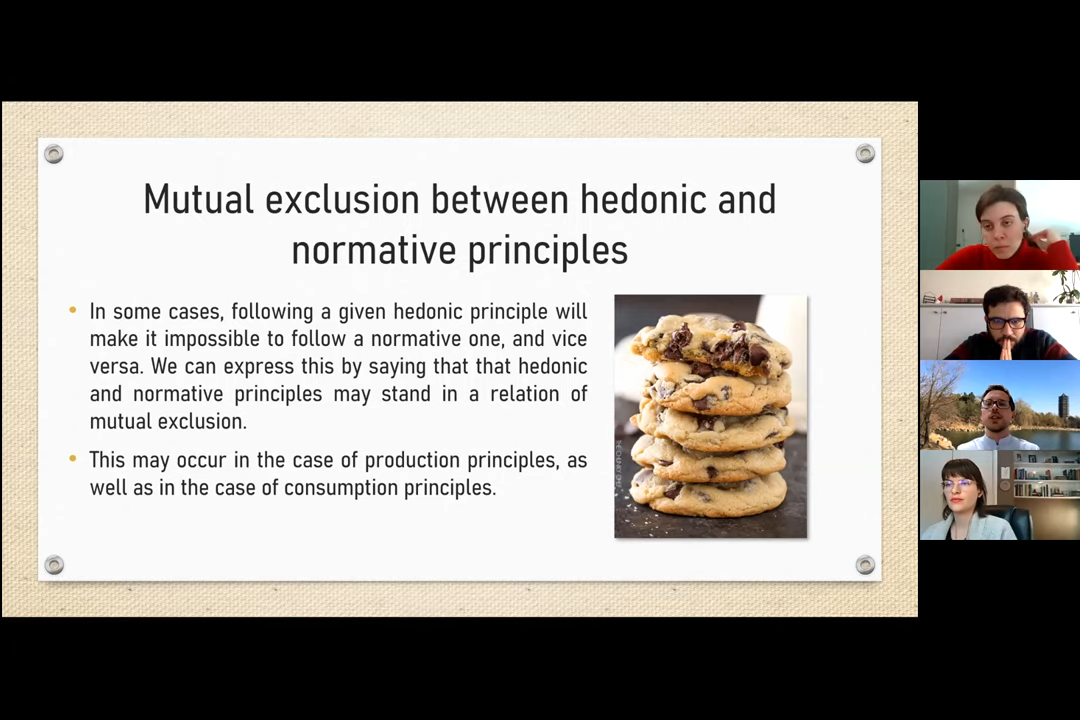 Mutual exclusion between hedonic and
normative principles
• In some cases, following a given hedonic principle will
make it impossible to follow a normative one, and vice
versa. We can express this by saying that that hedonic
and normative principles may stand in a relation of
mutual exclusion.
• This may occur in the case of production principles, as
well as in the case of consumption principles.